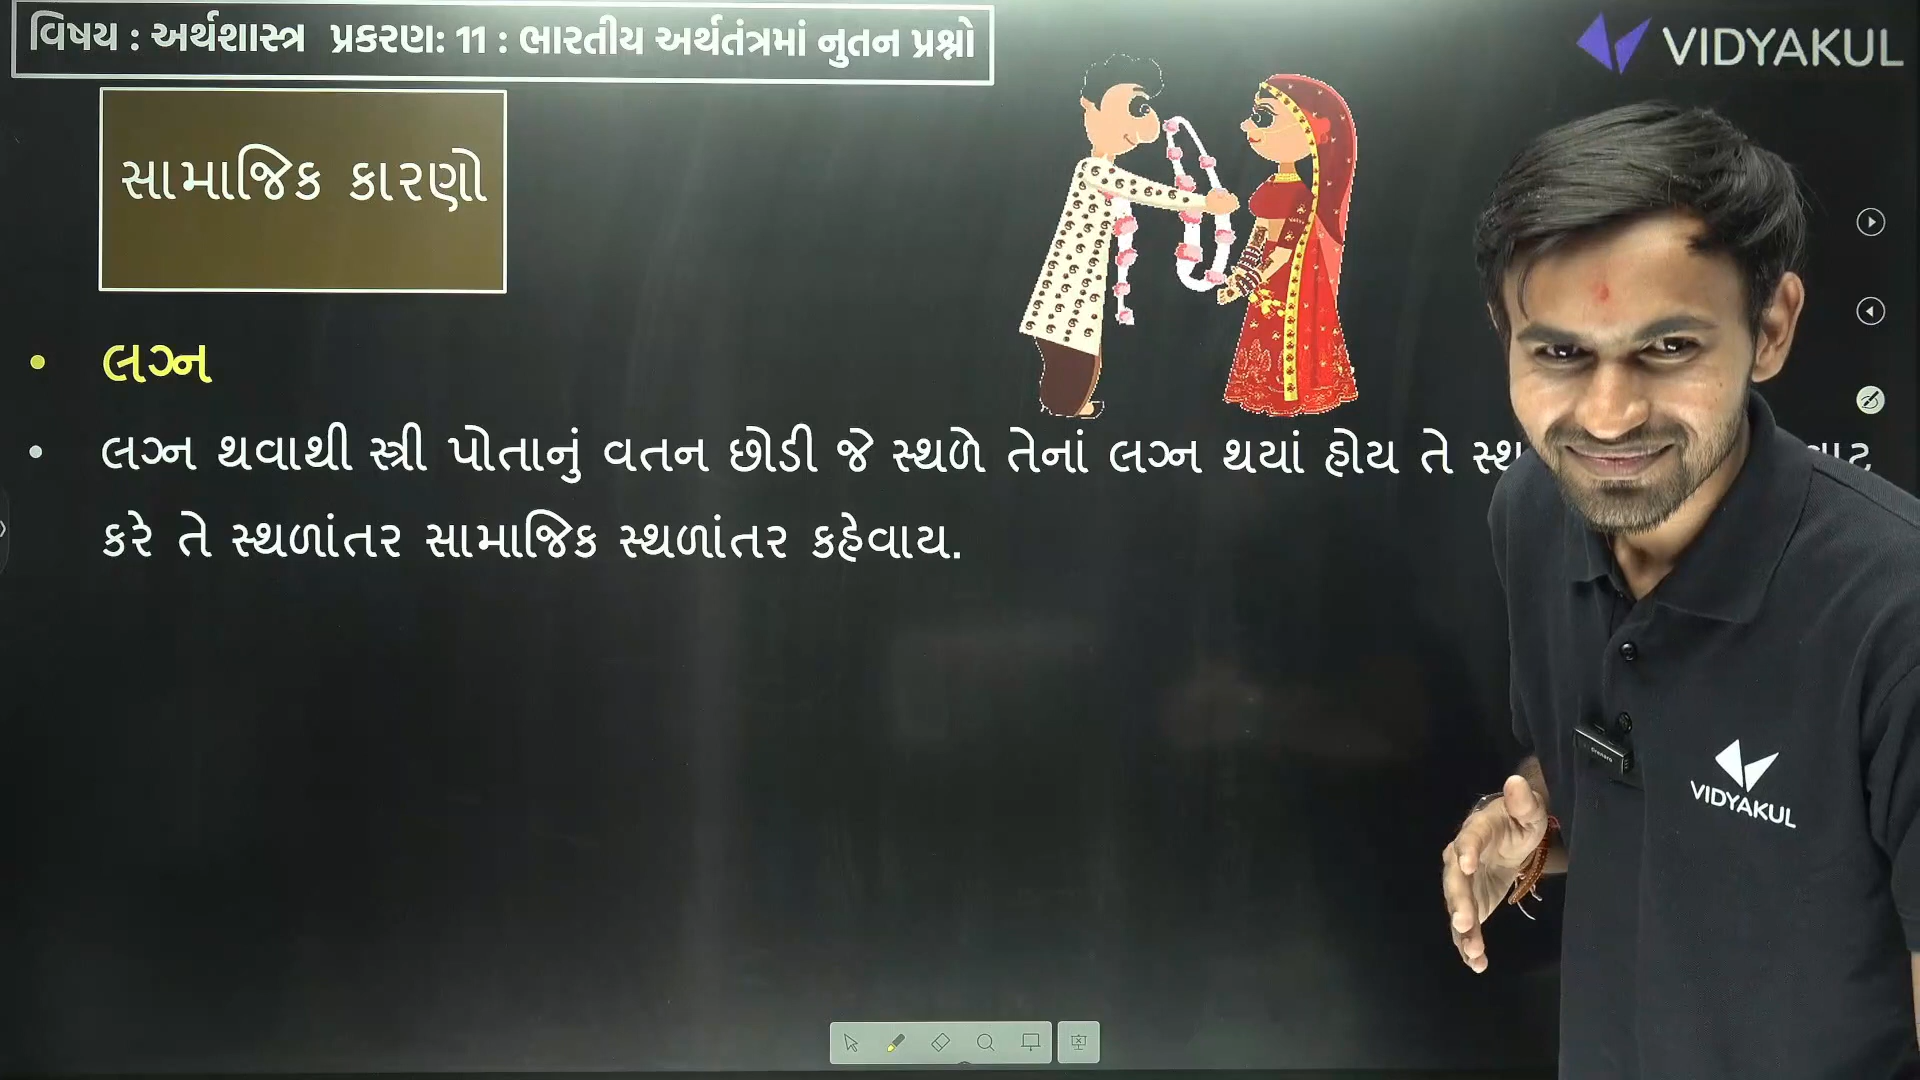 વિષય : અર્થશાસ્ત્ર પ્રકરણ: 11 : ભારતીય અર્થતંત્રમાં નુતન પ્રશ્નો
VIDYAKUL
સામાજિક કારણો
• લગ્ન
• લગ્ન થવાથી સ્ત્રી પોતાનું વતન છોડી જે સ્થળે તેનાં લગ્ન થયાં હોય તે
કરે તે સ્થળાંતર સામાજિક સ્થળાંતર કહેવાય.
VIDYAKUL